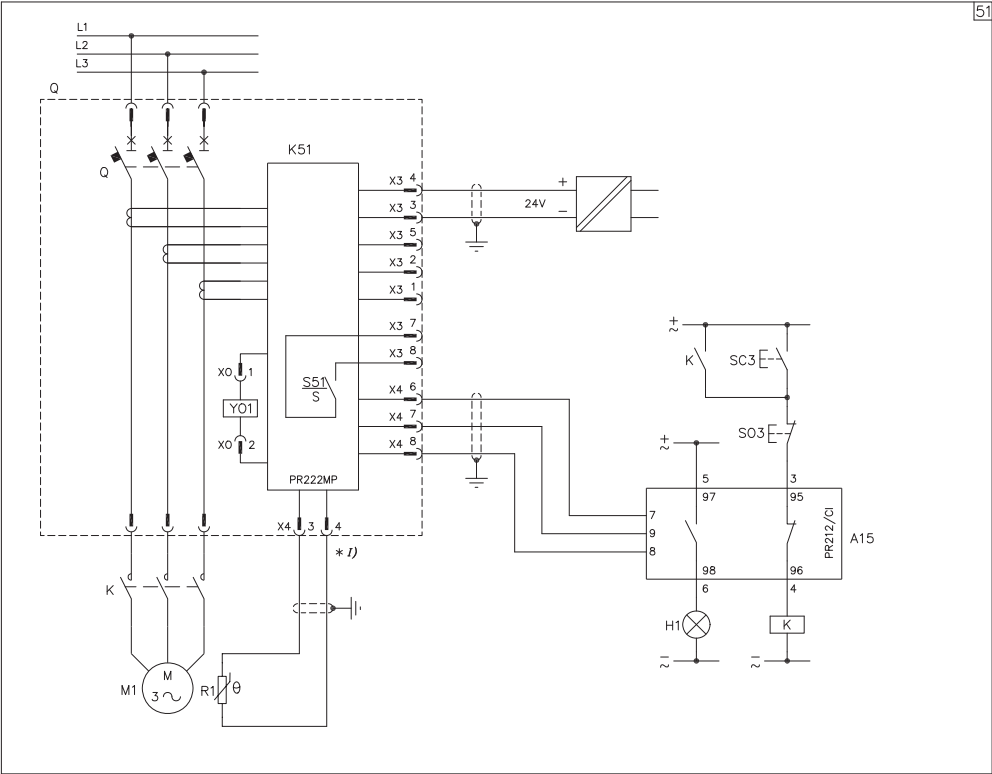 51
L1
L2
L3
Q
Q
K51
X3 4
X3 3
X3 5
X3 2
X3 1
X3 7
X3 8
X4 6
X4 7
X4 8
+
24V
–
X0 1
Y01
X0 2
S51
S
PR222MP
X4 3 4
* 1)
K
M1
M
3 ~
R1
θ
+
~
K
SC3
SO3
+
~
5
3
97
95
7
9
8
PR212/CI
A15
98
96
6
4
H1
K
–
~
–
~